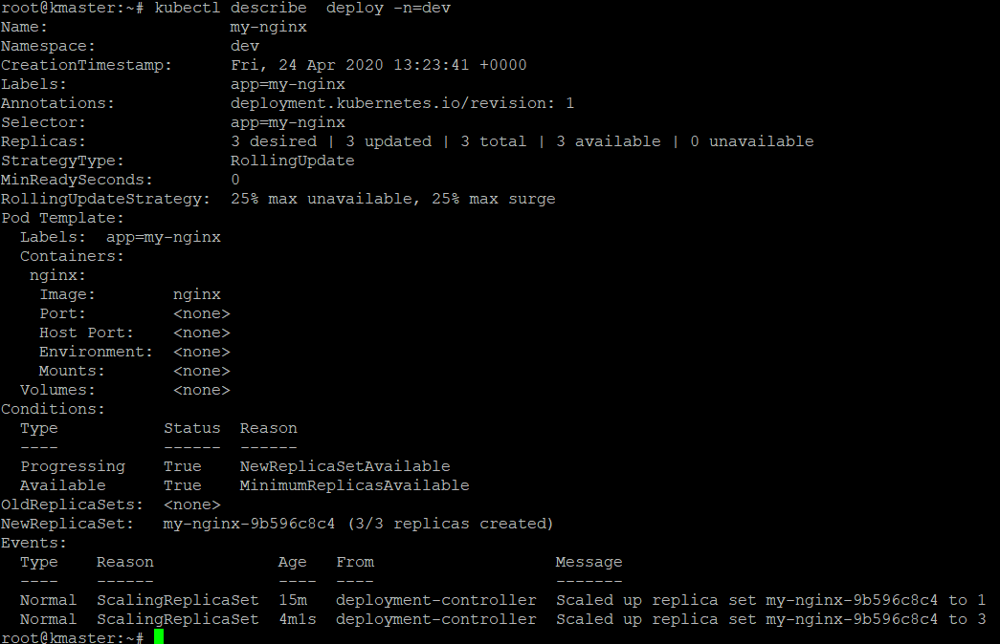 root@kmaster:~# kubectl describe  deploy -n=dev
Name:                   my-nginx
Namespace:              dev
CreationTimestamp:      Fri, 24 Apr 2020 13:23:41 +0000
Labels:                 app=my-nginx
Annotations:            deployment.kubernetes.io/revision: 1
Selector:               app=my-nginx
Replicas:               3 desired | 3 updated | 3 total | 3 available | 0 unavailable
StrategyType:           RollingUpdate
MinReadySeconds:        0
RollingUpdateStrategy:  25% max unavailable, 25% max surge
Pod Template:
  Labels:  app=my-nginx
  Containers:
   nginx:
    Image:        nginx
    Port:         <none>
    Host Port:    <none>
    Environment:  <none>
    Mounts:       <none>
  Volumes:        <none>
Conditions:
  Type           Status  Reason
  ----           ------  ------
  Progressing    True    NewReplicaSetAvailable
  Available      True    MinimumReplicasAvailable
OldReplicaSets:  <none>
NewReplicaSet:   my-nginx-9b596c8c4 (3/3 replicas created)
Events:
  Type    Reason             Age   From                   Message
  ----    ------             ----  ----                   -------
  Normal  ScalingReplicaSet  15m   deployment-controller  Scaled up replica set my-nginx-9b596c8c4 to 1
  Normal  ScalingReplicaSet  4m1s  deployment-controller  Scaled up replica set my-nginx-9b596c8c4 to 3
root@kmaster:~#